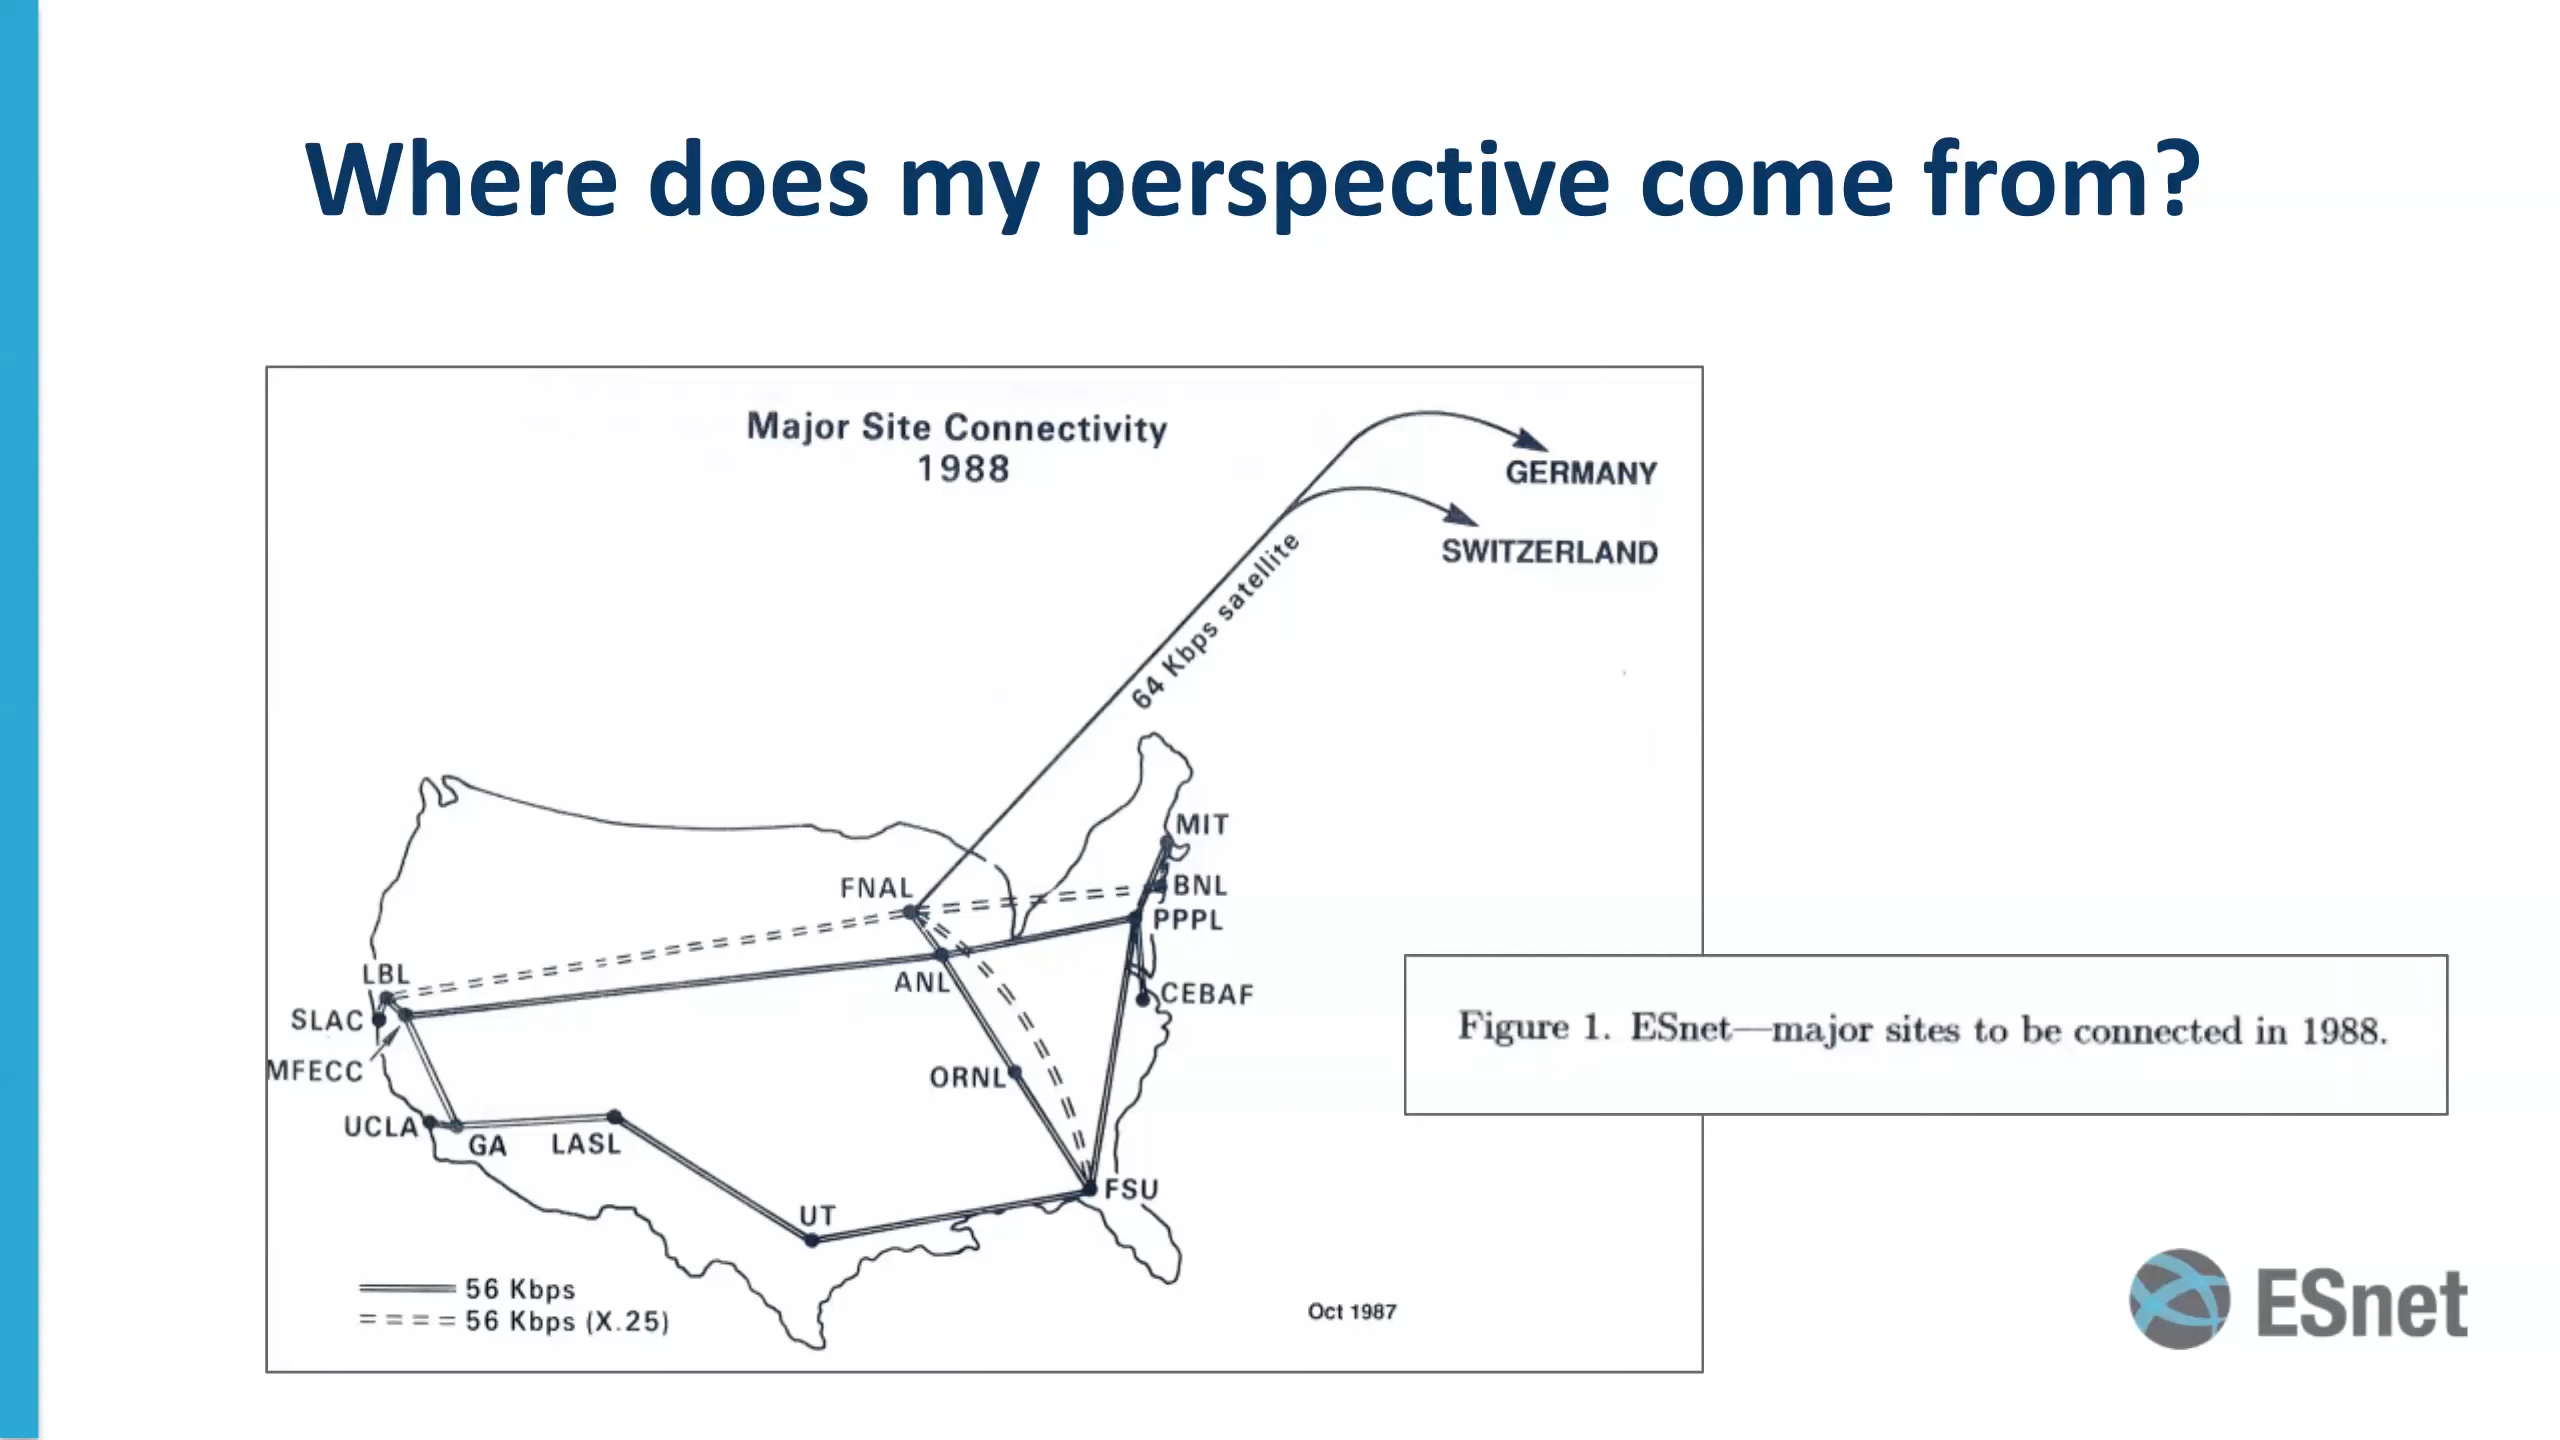 Where does my perspective come from?
Major Site Connectivity
1988
GERMANY
SWITZERLAND
64 Kbps satellite
MIT
FNAL
BNL
PPPL
LBL
ANL
CEBAF
SLAC
MFECC
ORNL
UCLA
GA
LASL
FSU
UT
56 Kbps
56 Kbps (X.25)
Oct 1987
Figure 1. ESnet—major sites to be connected in 1988.
ESnet